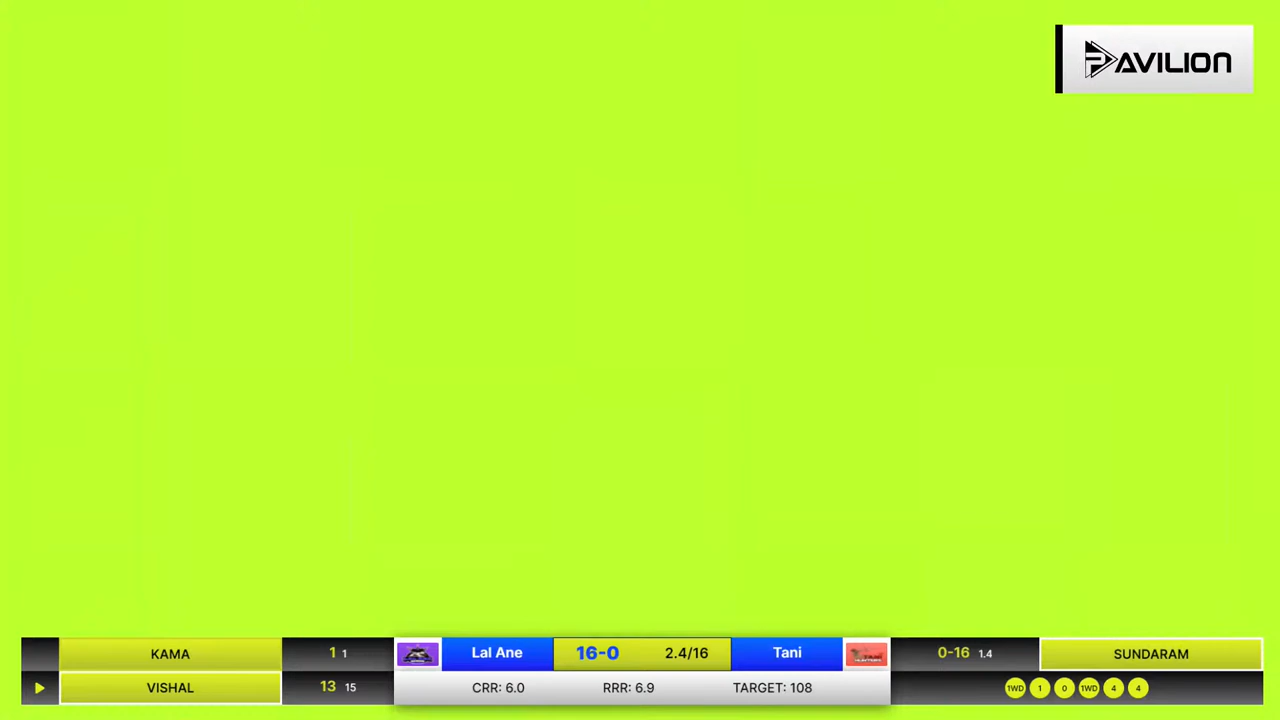 PAVILION
KAMA 1 1 Lal Ane 16-0 2.4/16 Tani 0-16 1.4 SUNDARAM
VISHAL 13 15 CRR: 6.0 RRR: 6.9 TARGET: 108 1WD 1 0 1WD 4 4